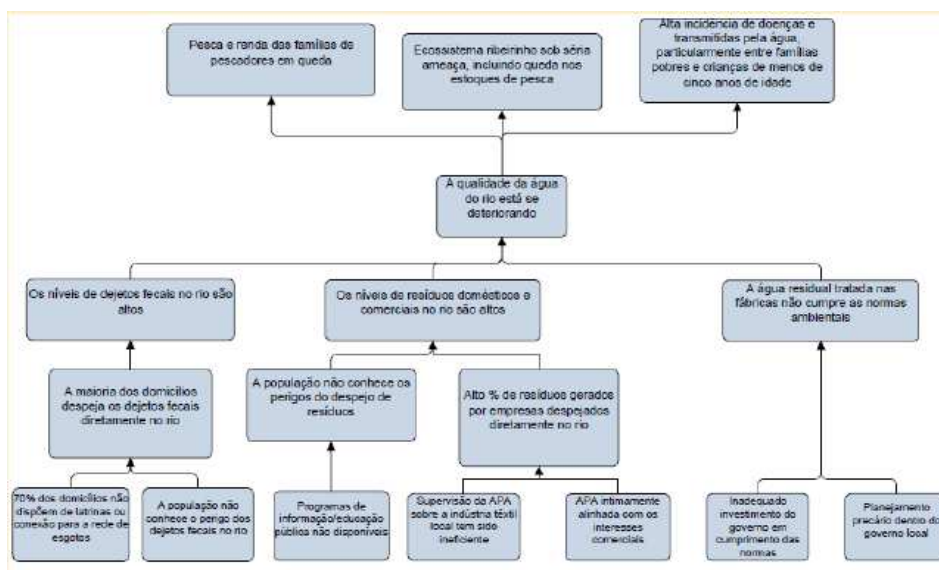 Pesca e renda das famílias de
pescadores em queda
Ecossistema ribeirinho sob séria
ameaça, incluindo queda nos
estoques de pesca
Alta incidência de doenças e
transmitidas pela água,
particularmente entre famílias
pobres e crianças de menos de
cinco anos de idade
A qualidade da água
do rio está se
deteriorando
Os níveis de dejetos fecais no rio são
altos
Os níveis de resíduos domésticos e
comerciais no rio são altos
A água residual tratada nas
fábricas não cumpre as normas
ambientais
A maioria dos domicílios
despeja os dejetos fecais
diretamente no rio
A população não conhece os
perigos do despejo de
resíduos
Alto % de resíduos gerados
por empresas despejados
diretamente no rio
70% dos domicílios não
dispõem de latrinas ou
conexão para a rede de
esgotos
A população não
conhece o perigo dos
dejetos fecais no rio
Programas de
informação/educação
pública não disponíveis
Supervisão da APA
sobre a indústria têxtil
local tem sido
ineficiente
APA intimamente
alinhada com os
interesses
comerciais
Inadequado
investimento do
governo em
cumprimento das
normas
Planejamento
precário dentro do
governo local